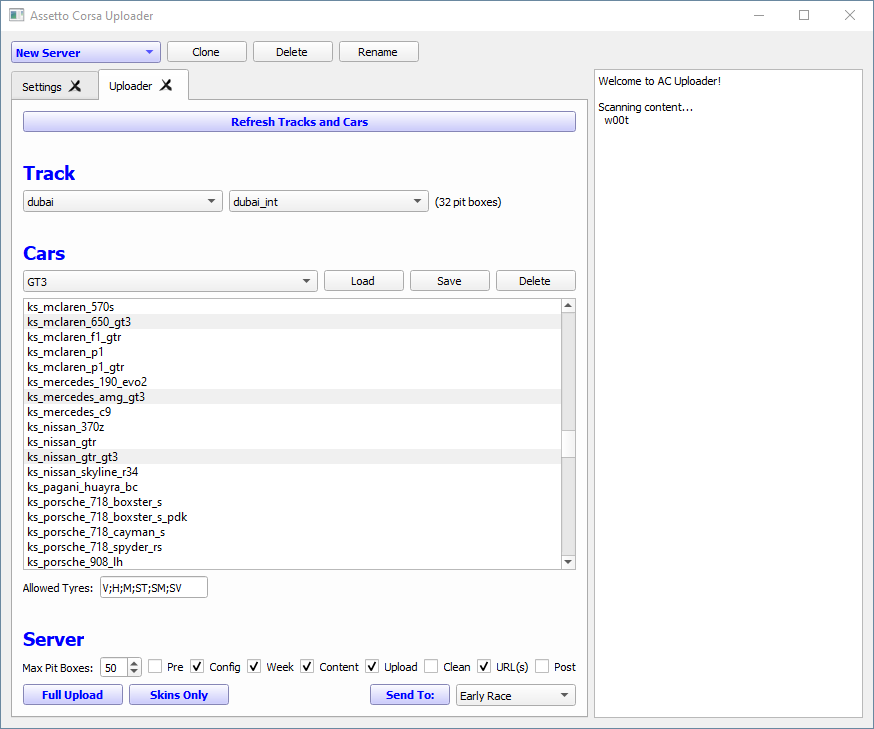 Assetto Corsa Uploader
New Server Clone Delete Rename
Settings Uploader
Refresh Tracks and Cars
Track
dubai dubai_int (32 pit boxes)
Cars
GT3 Load Save Delete
ks_mclaren_570s
ks_mclaren_650_gt3
ks_mclaren_f1_gtr
ks_mclaren_p1
ks_mclaren_p1_gtr
ks_mercedes_190_evo2
ks_mercedes_amg_gt3
ks_mercedes_c9
ks_nissan_370z
ks_nissan_gtr
ks_nissan_gtr_gt3
ks_nissan_skyline_r34
ks_pagani_huayra_bc
ks_porsche_718_boxster_s
ks_porsche_718_boxster_s_pdk
ks_porsche_718_cayman_s
ks_porsche_718_spyder_rs
ks_porsche_908_lh
Allowed Tyres: V;H;M;ST;SM;SV
Server
Max Pit Boxes: 50 Pre Config Week Content Upload Clean URL(s) Post
Full Upload Skins Only Send To: Early Race
Welcome to AC Uploader!
Scanning content...
w00t